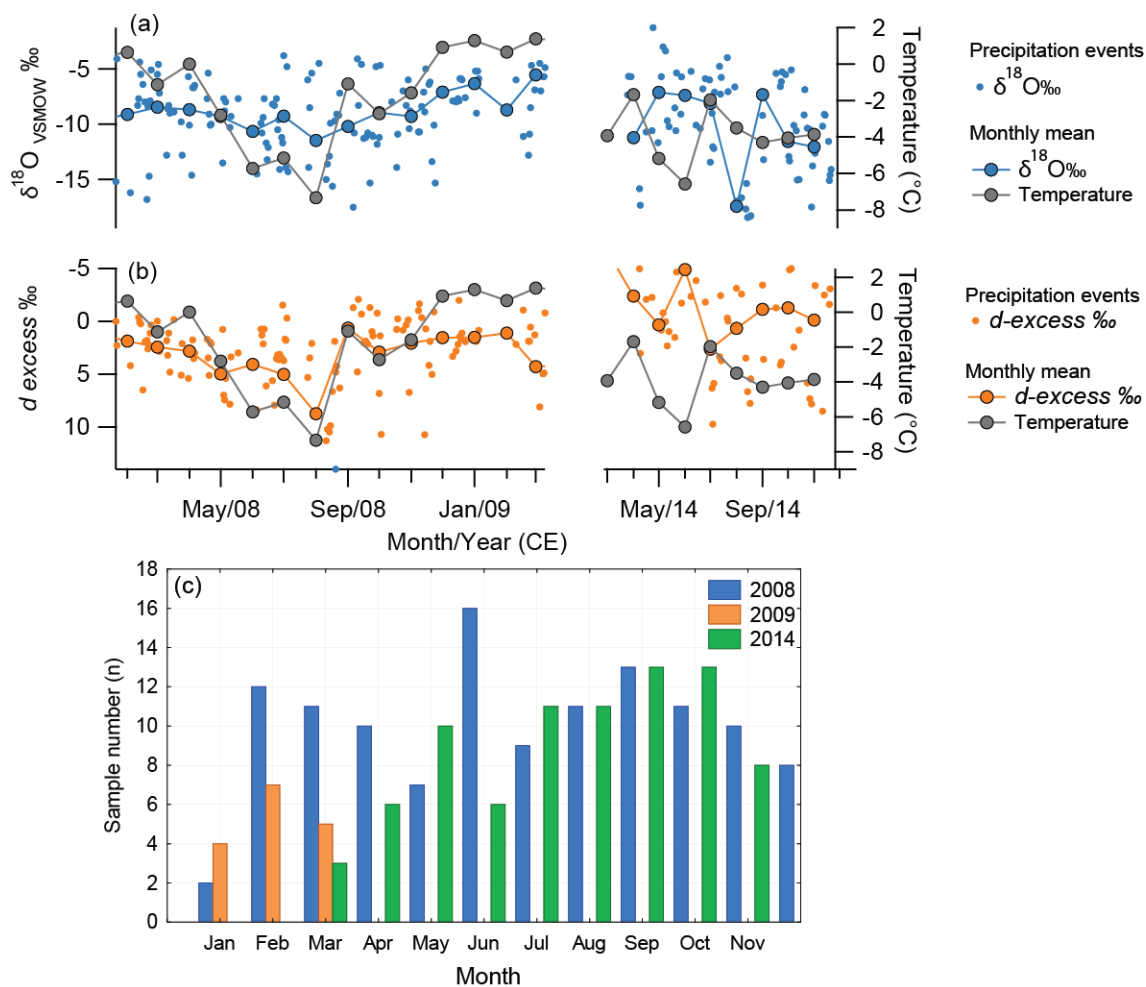 (a)
δ18O VSMOW ‰
-5
-10
-15
2
0
-2
-4
-6
-8
Temperature (°C)
Precipitation events
δ18O‰
Monthly mean
δ18O‰
Temperature
(b)
d excess ‰
-5
0
5
10
2
0
-2
-4
-6
-8
Temperature (°C)
Precipitation events
d-excess ‰
Monthly mean
d-excess ‰
Temperature
May/08 Sep/08 Jan/09 May/14 Sep/14
Month/Year (CE)
(c)
2008
2009
2014
Sample number (n)
18
16
14
12
10
8
6
4
2
0
Jan Feb Mar Apr May Jun Jul Aug Sep Oct Nov
Month